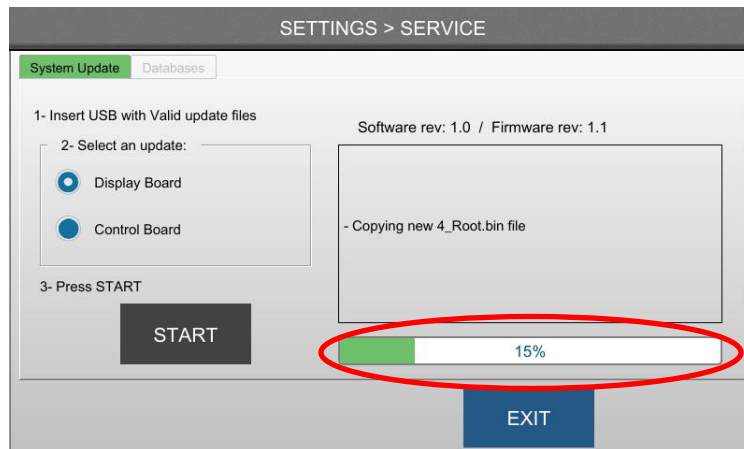 SETTINGS > SERVICE
System Update
Databases
1- Insert USB with Valid update files
2- Select an update:
Display Board
Control Board
3- Press START
START
Software rev: 1.0 / Firmware rev: 1.1
- Copying new 4_Root.bin file
15%
EXIT